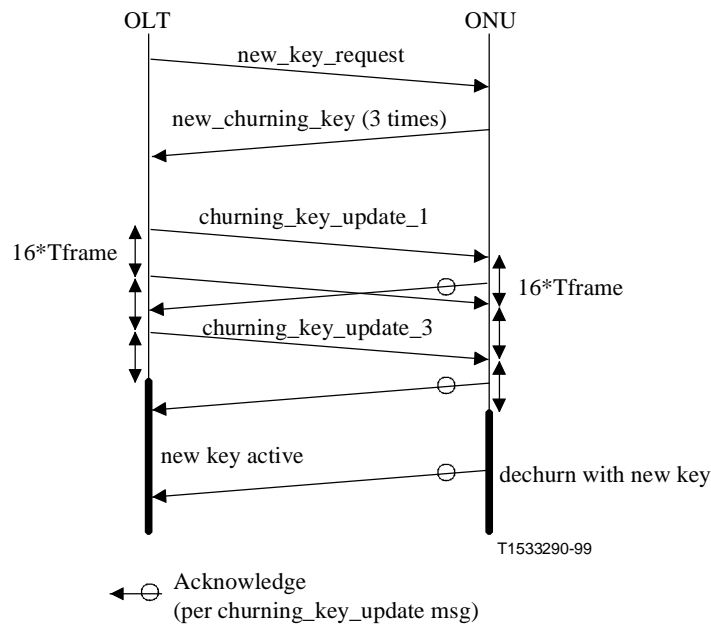 OLT
ONU
new_key_request
new_churning_key (3 times)
churning_key_update_1
16*Tframe
16*Tframe
churning_key_update_3
new key active
dechurn with new key
T1533290-99
Acknowledge
(per churning_key_update msg)